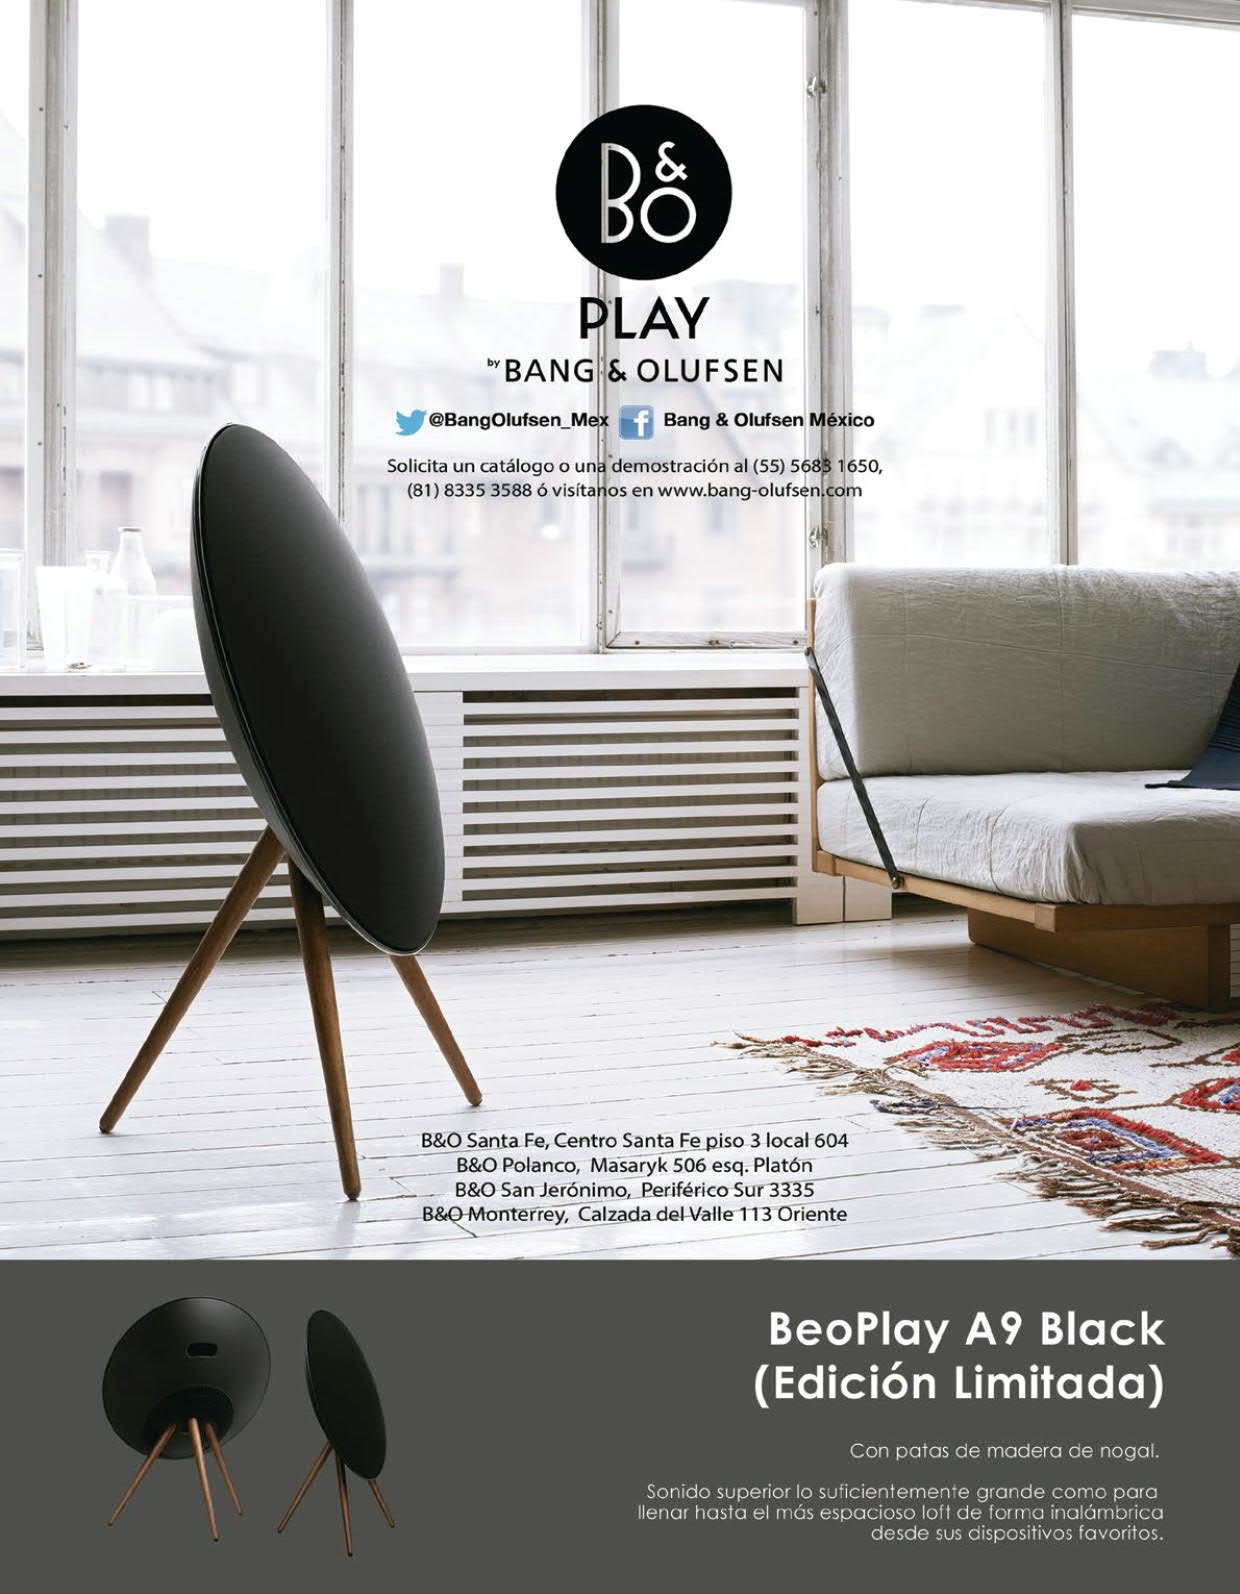 B&O
PLAY
by BANG & OLUFSEN
@BangOlufsen_Mex f Bang & Olufsen México
Solicita un catálogo o una demostración al (55) 5683 1650,
(81) 8335 3588 ó visítanos en www.bang-olufsen.com
B&O Santa Fe, Centro Santa Fe piso 3 local 604
B&O Polanco, Masaryk 506 esq. Platón
B&O San Jerónimo, Periférico Sur 3335
B&O Monterrey, Calzada del Valle 113 Oriente
BeoPlay A9 Black
(Edición Limitada)
Con patas de madera de nogal.
Sonido superior lo suficientemente grande como para
llenar hasta el más espacioso loft de forma inalámbrica
desde sus dispositivos favoritos.